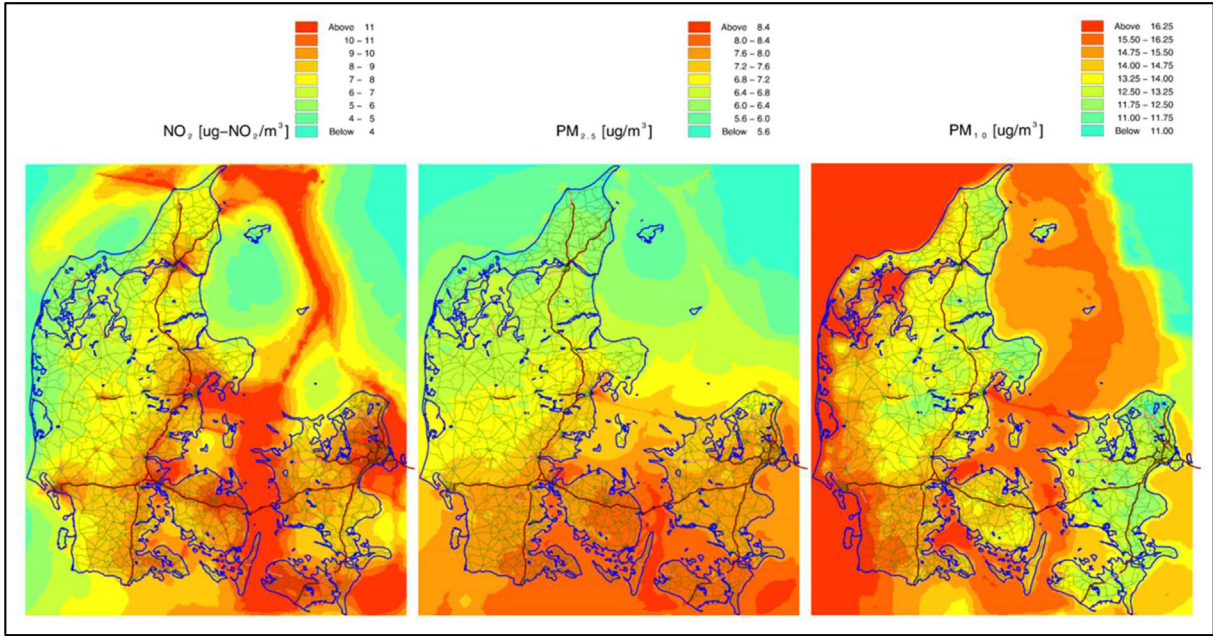 Above 11
10 – 11
9 – 10
8 – 9
7 – 8
6 – 7
5 – 6
4 – 5
Below 4
NO₂ [ug–NO₂/m³]
Above 8.4
8.0 – 8.4
7.6 – 8.0
7.2 – 7.6
6.8 – 7.2
6.4 – 6.8
6.0 – 6.4
5.6 – 6.0
Below 5.6
PM₂.₅ [ug/m³]
Above 16.25
15.50 – 16.25
14.75 – 15.50
14.00 – 14.75
13.25 – 14.00
12.50 – 13.25
11.75 – 12.50
11.00 – 11.75
Below 11.00
PM₁₀ [ug/m³]